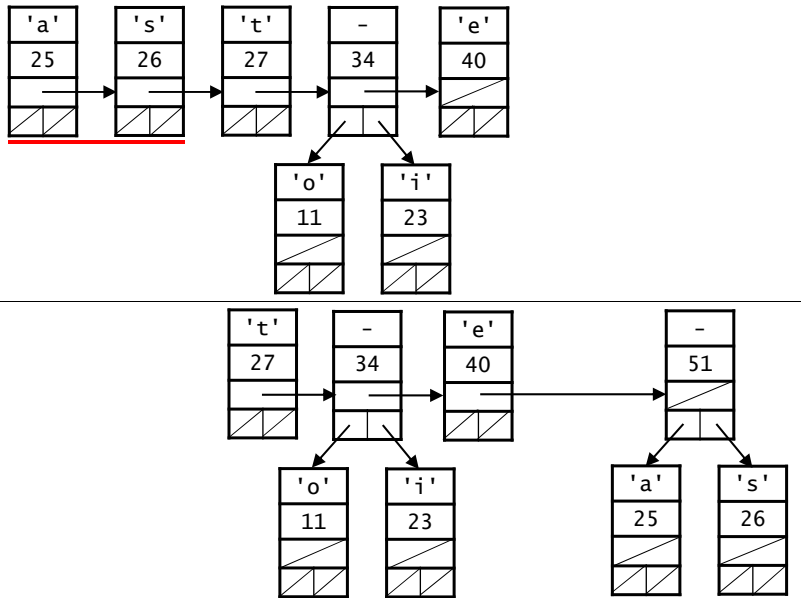 'a' 's' 't' - 'e'
25 26 27 34 40
'o' 'i'
11 23
't' - 'e' -
27 34 40 51
'o' 'i' 'a' 's'
11 23 25 26